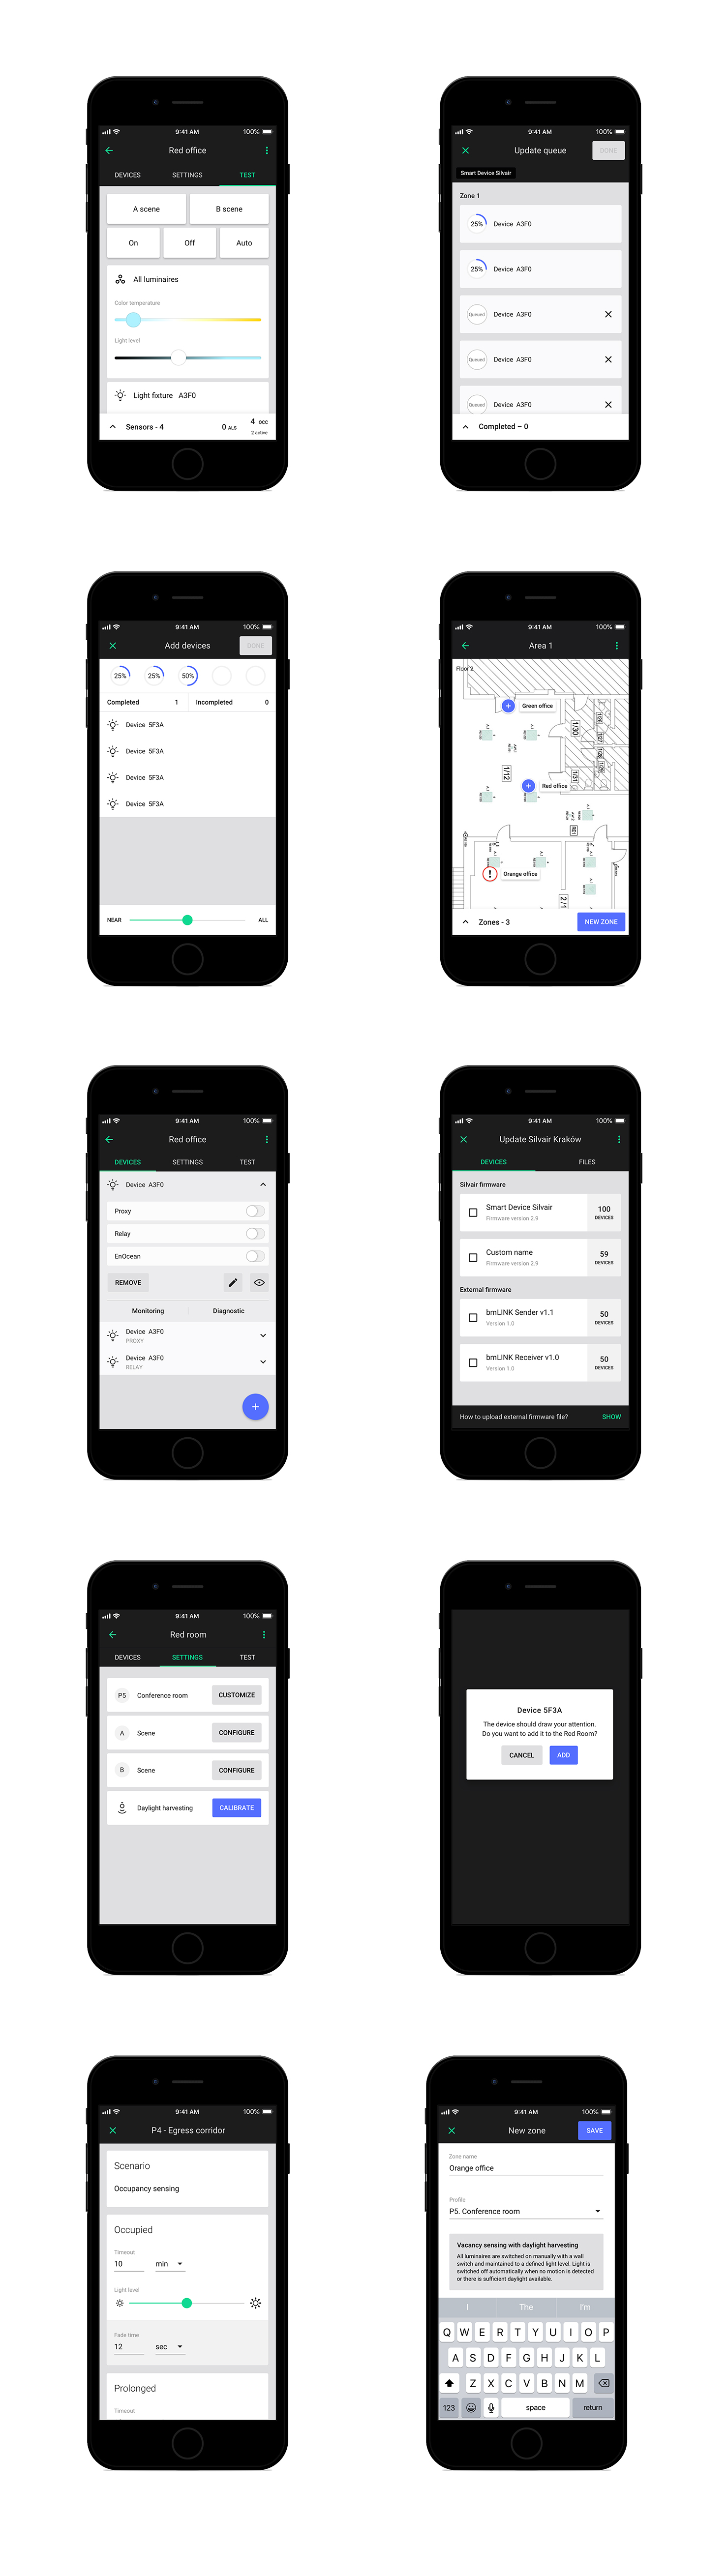 9:41 AM 100%
Red office
DEVICES SETTINGS TEST
A scene B scene
On Off Auto
All luminaires
Color temperature
Light level
Light fixture A3F0
Sensors - 4 0 ALS 4 OCC
2 active
9:41 AM 100%
Update queue DONE
Smart Device Silvair
Zone 1
25% Device A3F0
25% Device A3F0
Queued Device A3F0
Queued Device A3F0
Queued Device A3F0
Completed – 0
9:41 AM 100%
Add devices DONE
25% 25% 50%
Completed 1 Incompleted 0
Device 5F3A
Device 5F3A
Device 5F3A
Device 5F3A
NEAR ALL
9:41 AM 100%
Area 1
Floor 2
Green office
1/30
1/12
Red office
Orange office
Zones - 3 NEW ZONE
9:41 AM 100%
Red office
DEVICES SETTINGS TEST
Device A3F0
Proxy
Relay
EnOcean
REMOVE
Monitoring Diagnostic
Device A3F0
PROXY
Device A3F0
RELAY
9:41 AM 100%
Update Silvair Kraków
DEVICES FILES
Silvair firmware
Smart Device Silvair 100
Firmware version 2.9 DEVICES
Custom name 59
Firmware version 2.9 DEVICES
External firmware
bmLINK Sender v1.1 50
Version 1.0 DEVICES
bmLINK Receiver v1.0 50
Version 1.0 DEVICES
How to upload external firmware file? SHOW
9:41 AM 100%
Red room
DEVICES SETTINGS TEST
P5 Conference room CUSTOMIZE
A Scene CONFIGURE
B Scene CONFIGURE
Daylight harvesting CALIBRATE
Device 5F3A
The device should draw your attention.
Do you want to add it to the Red Room?
CANCEL ADD
9:41 AM 100%
P4 - Egress corridor
Scenario
Occupancy sensing
Occupied
Timeout
10 min
Light level
Fade time
12 sec
Prolonged
Timeout
9:41 AM 100%
New zone SAVE
Zone name
Orange office
Profile
P5. Conference room
Vacancy sensing with daylight harvesting
All luminaires are switched on manually with a wall
switch and maintained to a defined light level. Light is
switched off automatically when no motion is detected
or there is sufficient daylight available.
I The I'm
Q W E R T Y U I O P
A S D F G H J K L
Z X C V B N M
123 space return